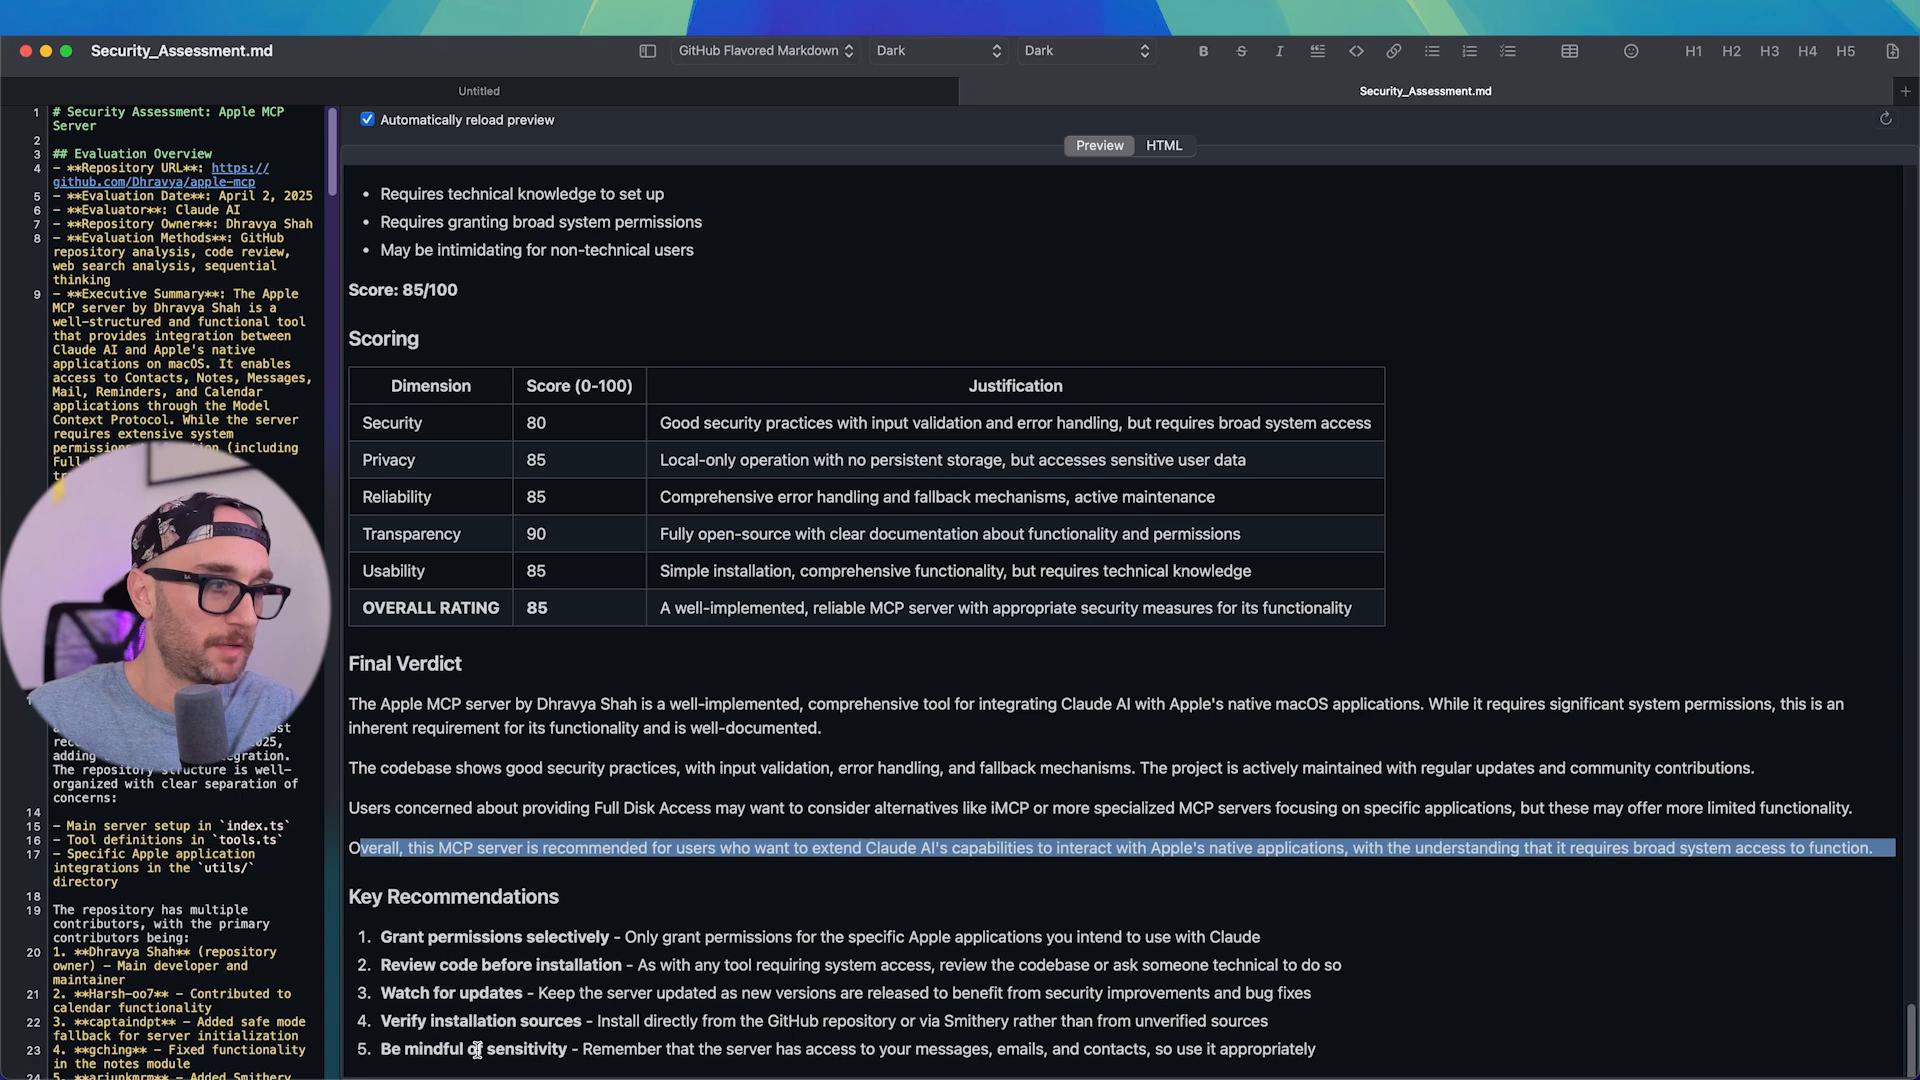 Security_Assessment.md
GitHub Flavored Markdown
Dark
Dark
H1
H2
H3
H4
H5
Untitled
Security_Assessment.md
1 # Security Assessment: Apple MCP
Server
2
3 ## Evaluation Overview
4 - **Repository URL**: https://
github.com/Dhravya/apple-mcp
5 - **Evaluation Date**: April 2, 2025
6 - **Evaluator**: Claude AI
7 - **Repository Owner**: Dhravya Shah
8 - **Evaluation Methods**: GitHub
repository analysis, code review,
web search analysis, sequential
thinking
9 - **Executive Summary**: The Apple
MCP server by Dhravya Shah is a
well-structured and functional tool
that provides integration between
Claude AI and Apple's native
applications on macOS. It enables
access to Contacts, Notes, Messages,
Mail, Reminders, and Calendar
applications through the Model
Context Protocol. While the server
requires extensive system
(including
2025,
adding
The repository structure is well-
organized with clear separation of
concerns:
14
15 - Main server setup in `index.ts`
16 - Tool definitions in `tools.ts`
17 - Specific Apple application
integrations in the `utils/`
directory
18
19 The repository has multiple
contributors, with the primary
contributors being:
20 1. **Dhravya Shah** (repository
owner) - Main developer and
maintainer
21 2. **Harsh-oo7** - Contributed to
calendar functionality
22 3. **captaindpt** - Added safe mode
fallback for server initialization
23 4. **gching** - Fixed functionality
in the notes module
24 5. **arjunkmrm** - Added Smithery
Automatically reload preview
Preview
HTML
• Requires technical knowledge to set up
• Requires granting broad system permissions
• May be intimidating for non-technical users
Score: 85/100
Scoring
Dimension Score (0-100) Justification
Security 80 Good security practices with input validation and error handling, but requires broad system access
Privacy 85 Local-only operation with no persistent storage, but accesses sensitive user data
Reliability 85 Comprehensive error handling and fallback mechanisms, active maintenance
Transparency 90 Fully open-source with clear documentation about functionality and permissions
Usability 85 Simple installation, comprehensive functionality, but requires technical knowledge
OVERALL RATING 85 A well-implemented, reliable MCP server with appropriate security measures for its functionality
Final Verdict
The Apple MCP server by Dhravya Shah is a well-implemented, comprehensive tool for integrating Claude AI with Apple's native macOS applications. While it requires significant system permissions, this is an
inherent requirement for its functionality and is well-documented.
The codebase shows good security practices, with input validation, error handling, and fallback mechanisms. The project is actively maintained with regular updates and community contributions.
Users concerned about providing Full Disk Access may want to consider alternatives like iMCP or more specialized MCP servers focusing on specific applications, but these may offer more limited functionality.
Overall, this MCP server is recommended for users who want to extend Claude AI's capabilities to interact with Apple's native applications, with the understanding that it requires broad system access to function.
Key Recommendations
1. Grant permissions selectively - Only grant permissions for the specific Apple applications you intend to use with Claude
2. Review code before installation - As with any tool requiring system access, review the codebase or ask someone technical to do so
3. Watch for updates - Keep the server updated as new versions are released to benefit from security improvements and bug fixes
4. Verify installation sources - Install directly from the GitHub repository or via Smithery rather than from unverified sources
5. Be mindful of sensitivity - Remember that the server has access to your messages, emails, and contacts, so use it appropriately